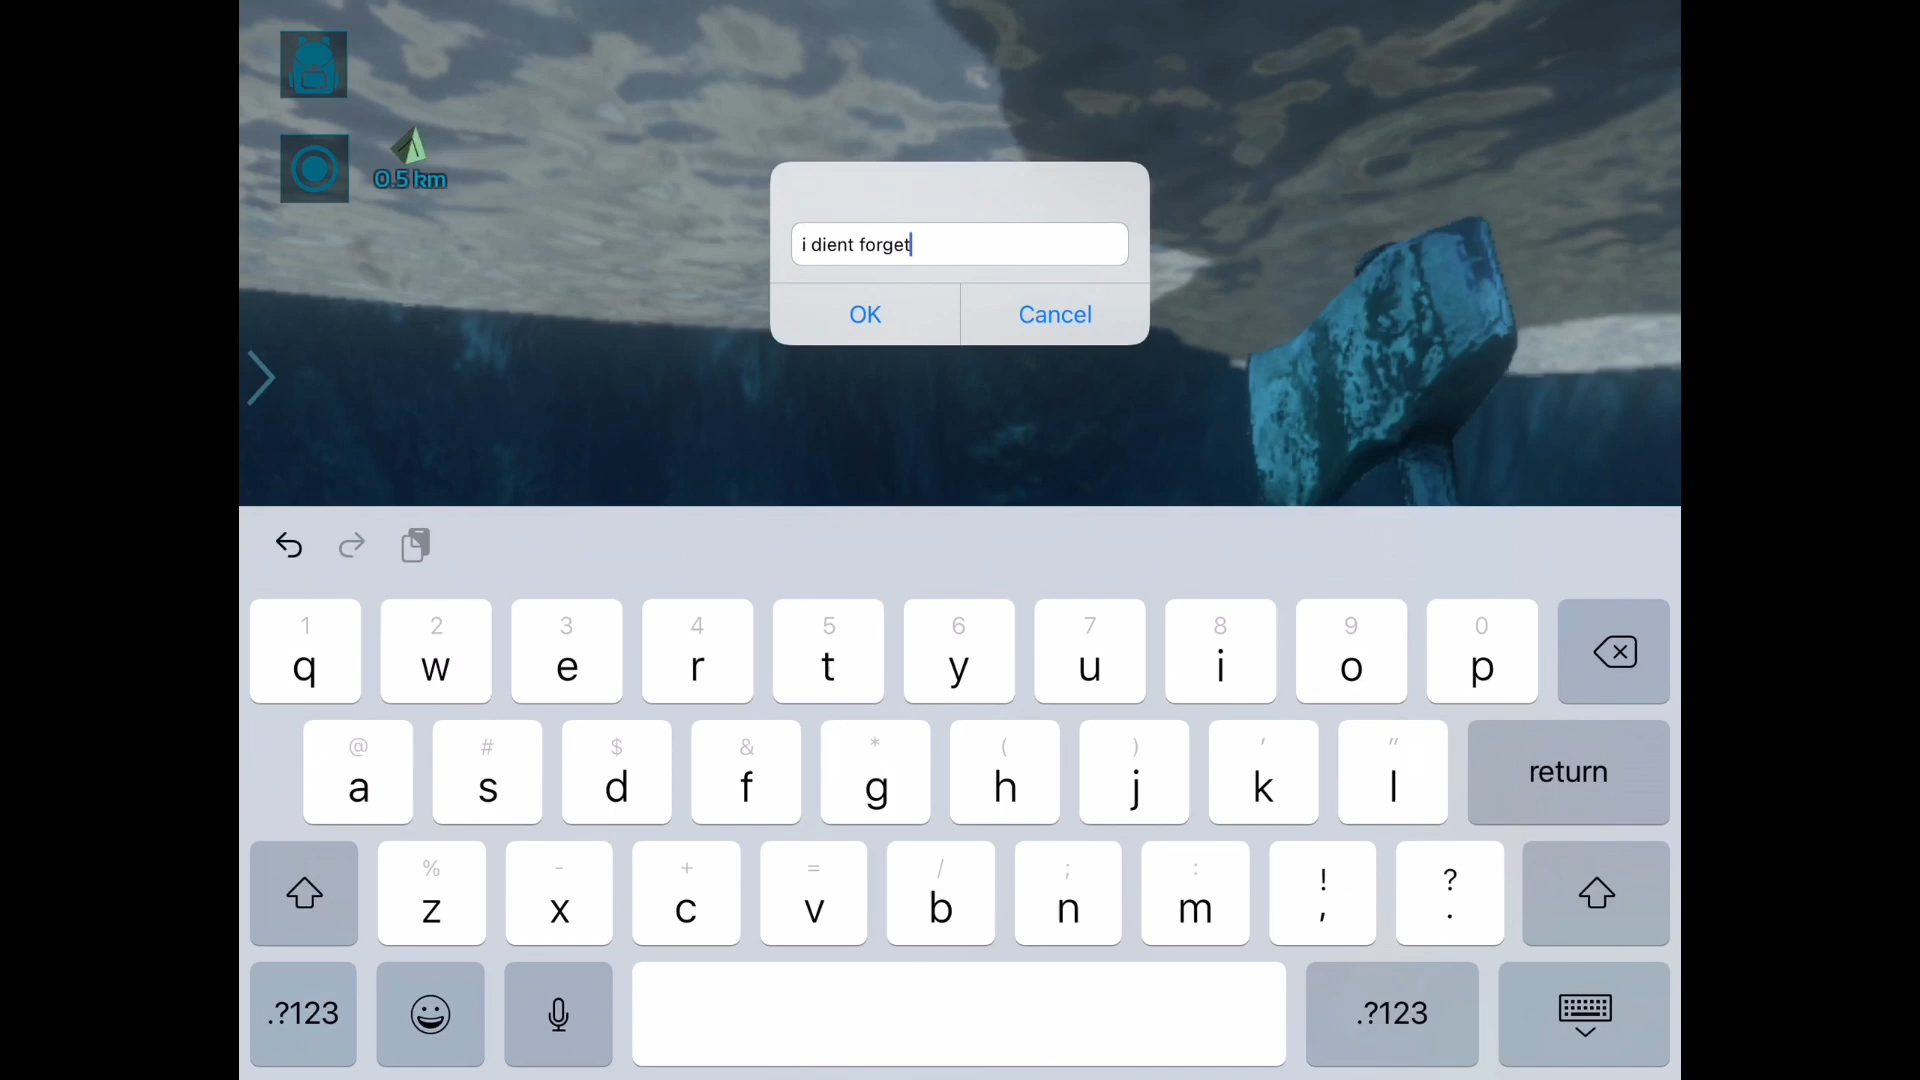 0.5 km
i dient forget
OK Cancel
1 2 3 4 5 6 7 8 9 0
q w e r t y u i o p
@ # $ & * ( ) ' "
a s d f g h j k l return
% - + = / ; : ! ?
z x c v b n m , .
.?123 .?123